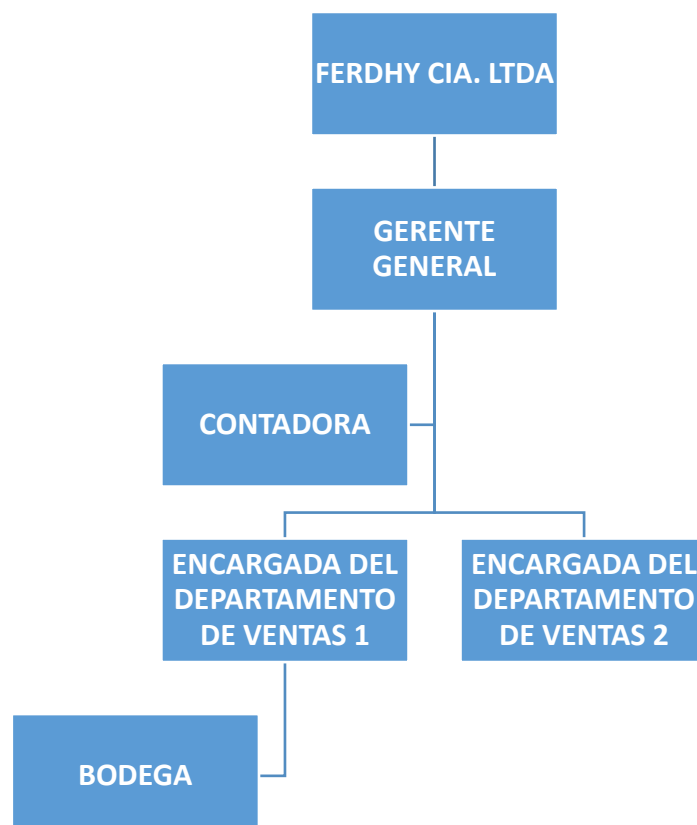 FERDHY CIA. LTDA
GERENTE
GENERAL
CONTADORA
ENCARGADA DEL
DEPARTAMENTO
DE VENTAS 1
ENCARGADA DEL
DEPARTAMENTO
DE VENTAS 2
BODEGA